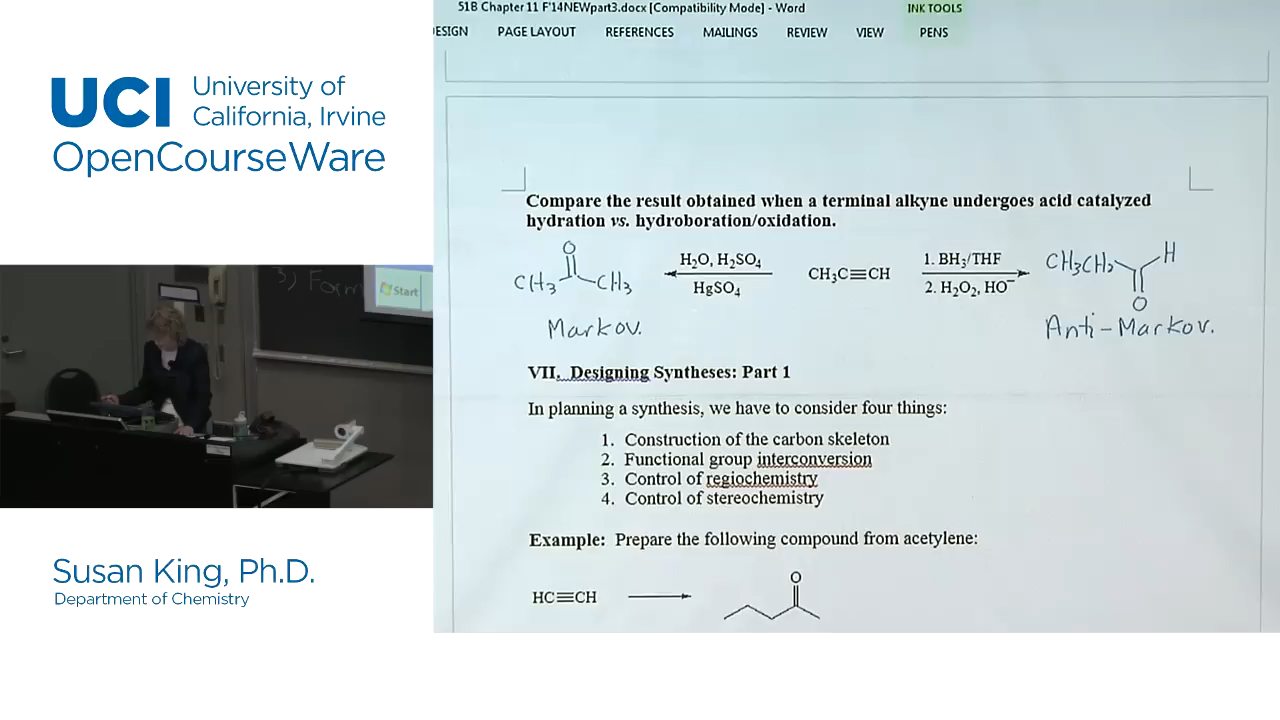 UCI University of
California, Irvine
OpenCourseWare
51B Chapter 11 F'14NEWpart3.docx [Compatibility Mode] - Word
INK TOOLS
ESIGN PAGE LAYOUT REFERENCES MAILINGS REVIEW VIEW PENS
Compare the result obtained when a terminal alkyne undergoes acid catalyzed
hydration vs. hydroboration/oxidation.
O
CH₃ CH₃
H₂O, H₂SO₄
HgSO₄
CH₃C≡CH
1. BH₃/THF
2. H₂O₂, HO⁻
CH₃CH₂ H
O
Markov.
Anti-Markov.
VII. Designing Syntheses: Part 1
In planning a synthesis, we have to consider four things:
1. Construction of the carbon skeleton
2. Functional group interconversion
3. Control of regiochemistry
4. Control of stereochemistry
Example: Prepare the following compound from acetylene:
HC≡CH
O
3) Form
Start
Susan King, Ph.D.
Department of Chemistry